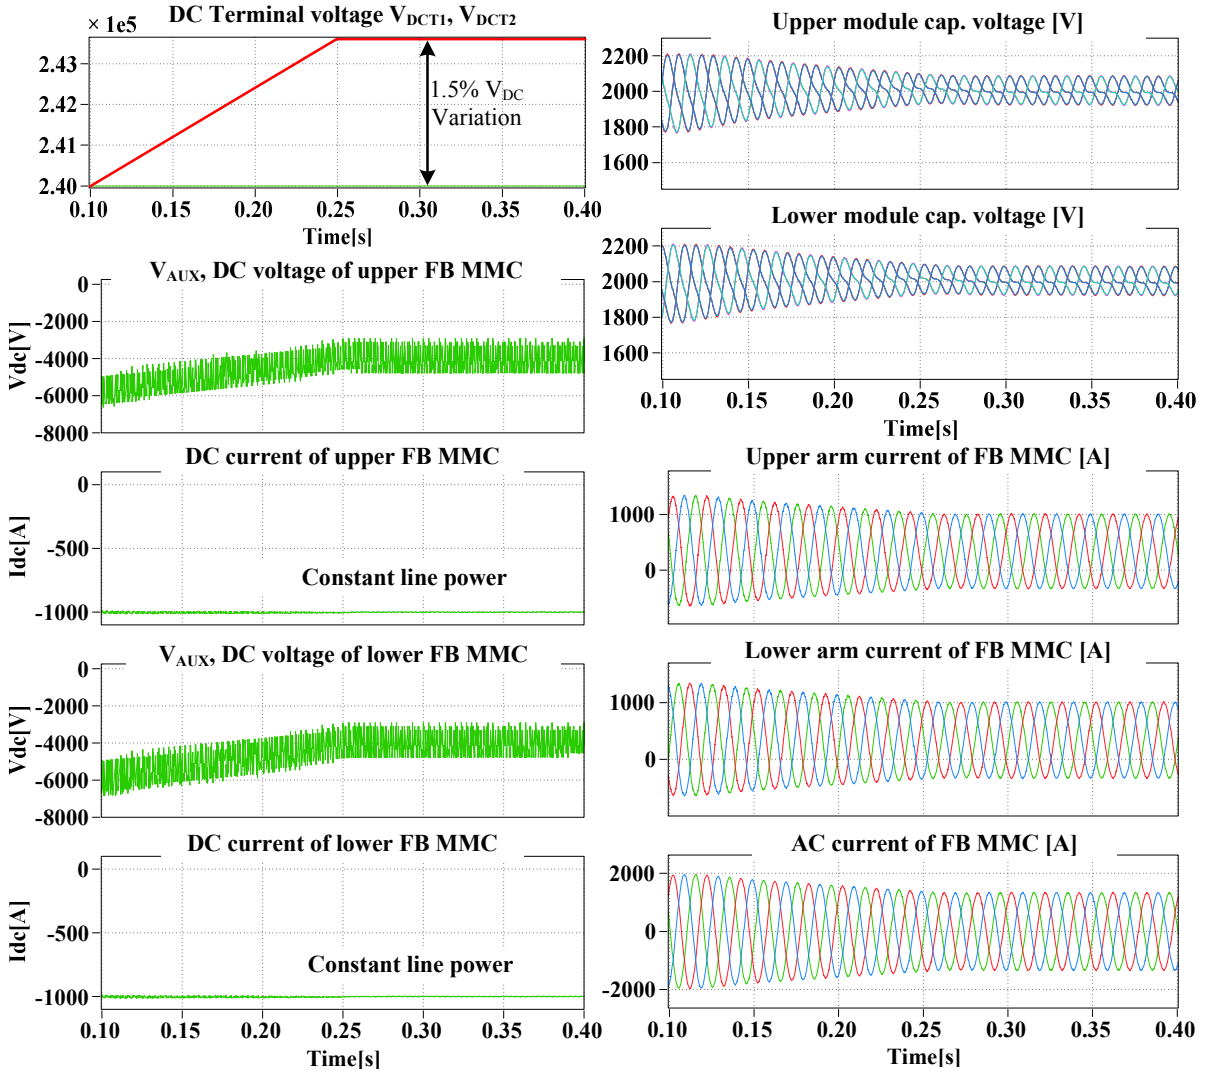 DC Terminal voltage V_DCT1, V_DCT2
× 1e5
2.43
2.42
2.41
2.40
1.5% V_DC
Variation
0.10 0.15 0.20 0.25 0.30 0.35 0.40
Time[s]
V_AUX, DC voltage of upper FB MMC
Vdc[V]
0
-2000
-4000
-6000
-8000
DC current of upper FB MMC
Idc[A]
0
-500
-1000
Constant line power
V_AUX, DC voltage of lower FB MMC
Vdc[V]
0
-2000
-4000
-6000
-8000
DC current of lower FB MMC
Idc[A]
0
-500
-1000
Constant line power
0.10 0.15 0.20 0.25 0.30 0.35 0.40
Time[s]
Upper module cap. voltage [V]
2200
2000
1800
1600
Lower module cap. voltage [V]
2200
2000
1800
1600
0.10 0.15 0.20 0.25 0.30 0.35 0.40
Time[s]
Upper arm current of FB MMC [A]
1000
0
Lower arm current of FB MMC [A]
1000
0
AC current of FB MMC [A]
2000
0
-2000
0.10 0.15 0.20 0.25 0.30 0.35 0.40
Time[s]